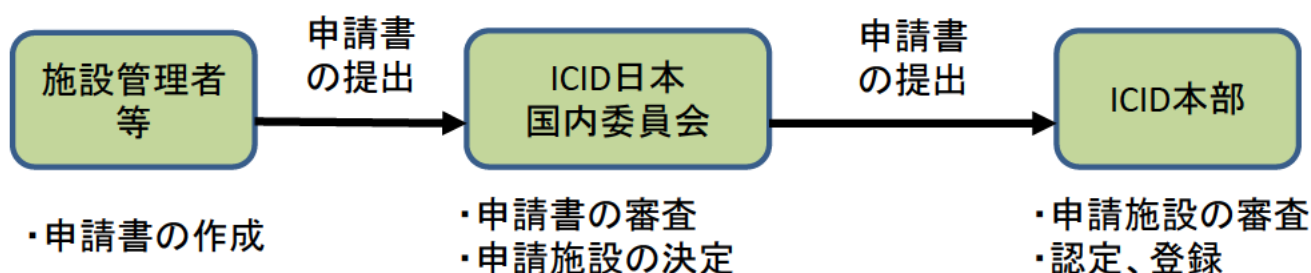 施設管理者
等
申請書
の提出
ICID日本
国内委員会
申請書
の提出
ICID本部
・申請書の作成
・申請書の審査
・申請施設の決定
・申請施設の審査
・認定、登録